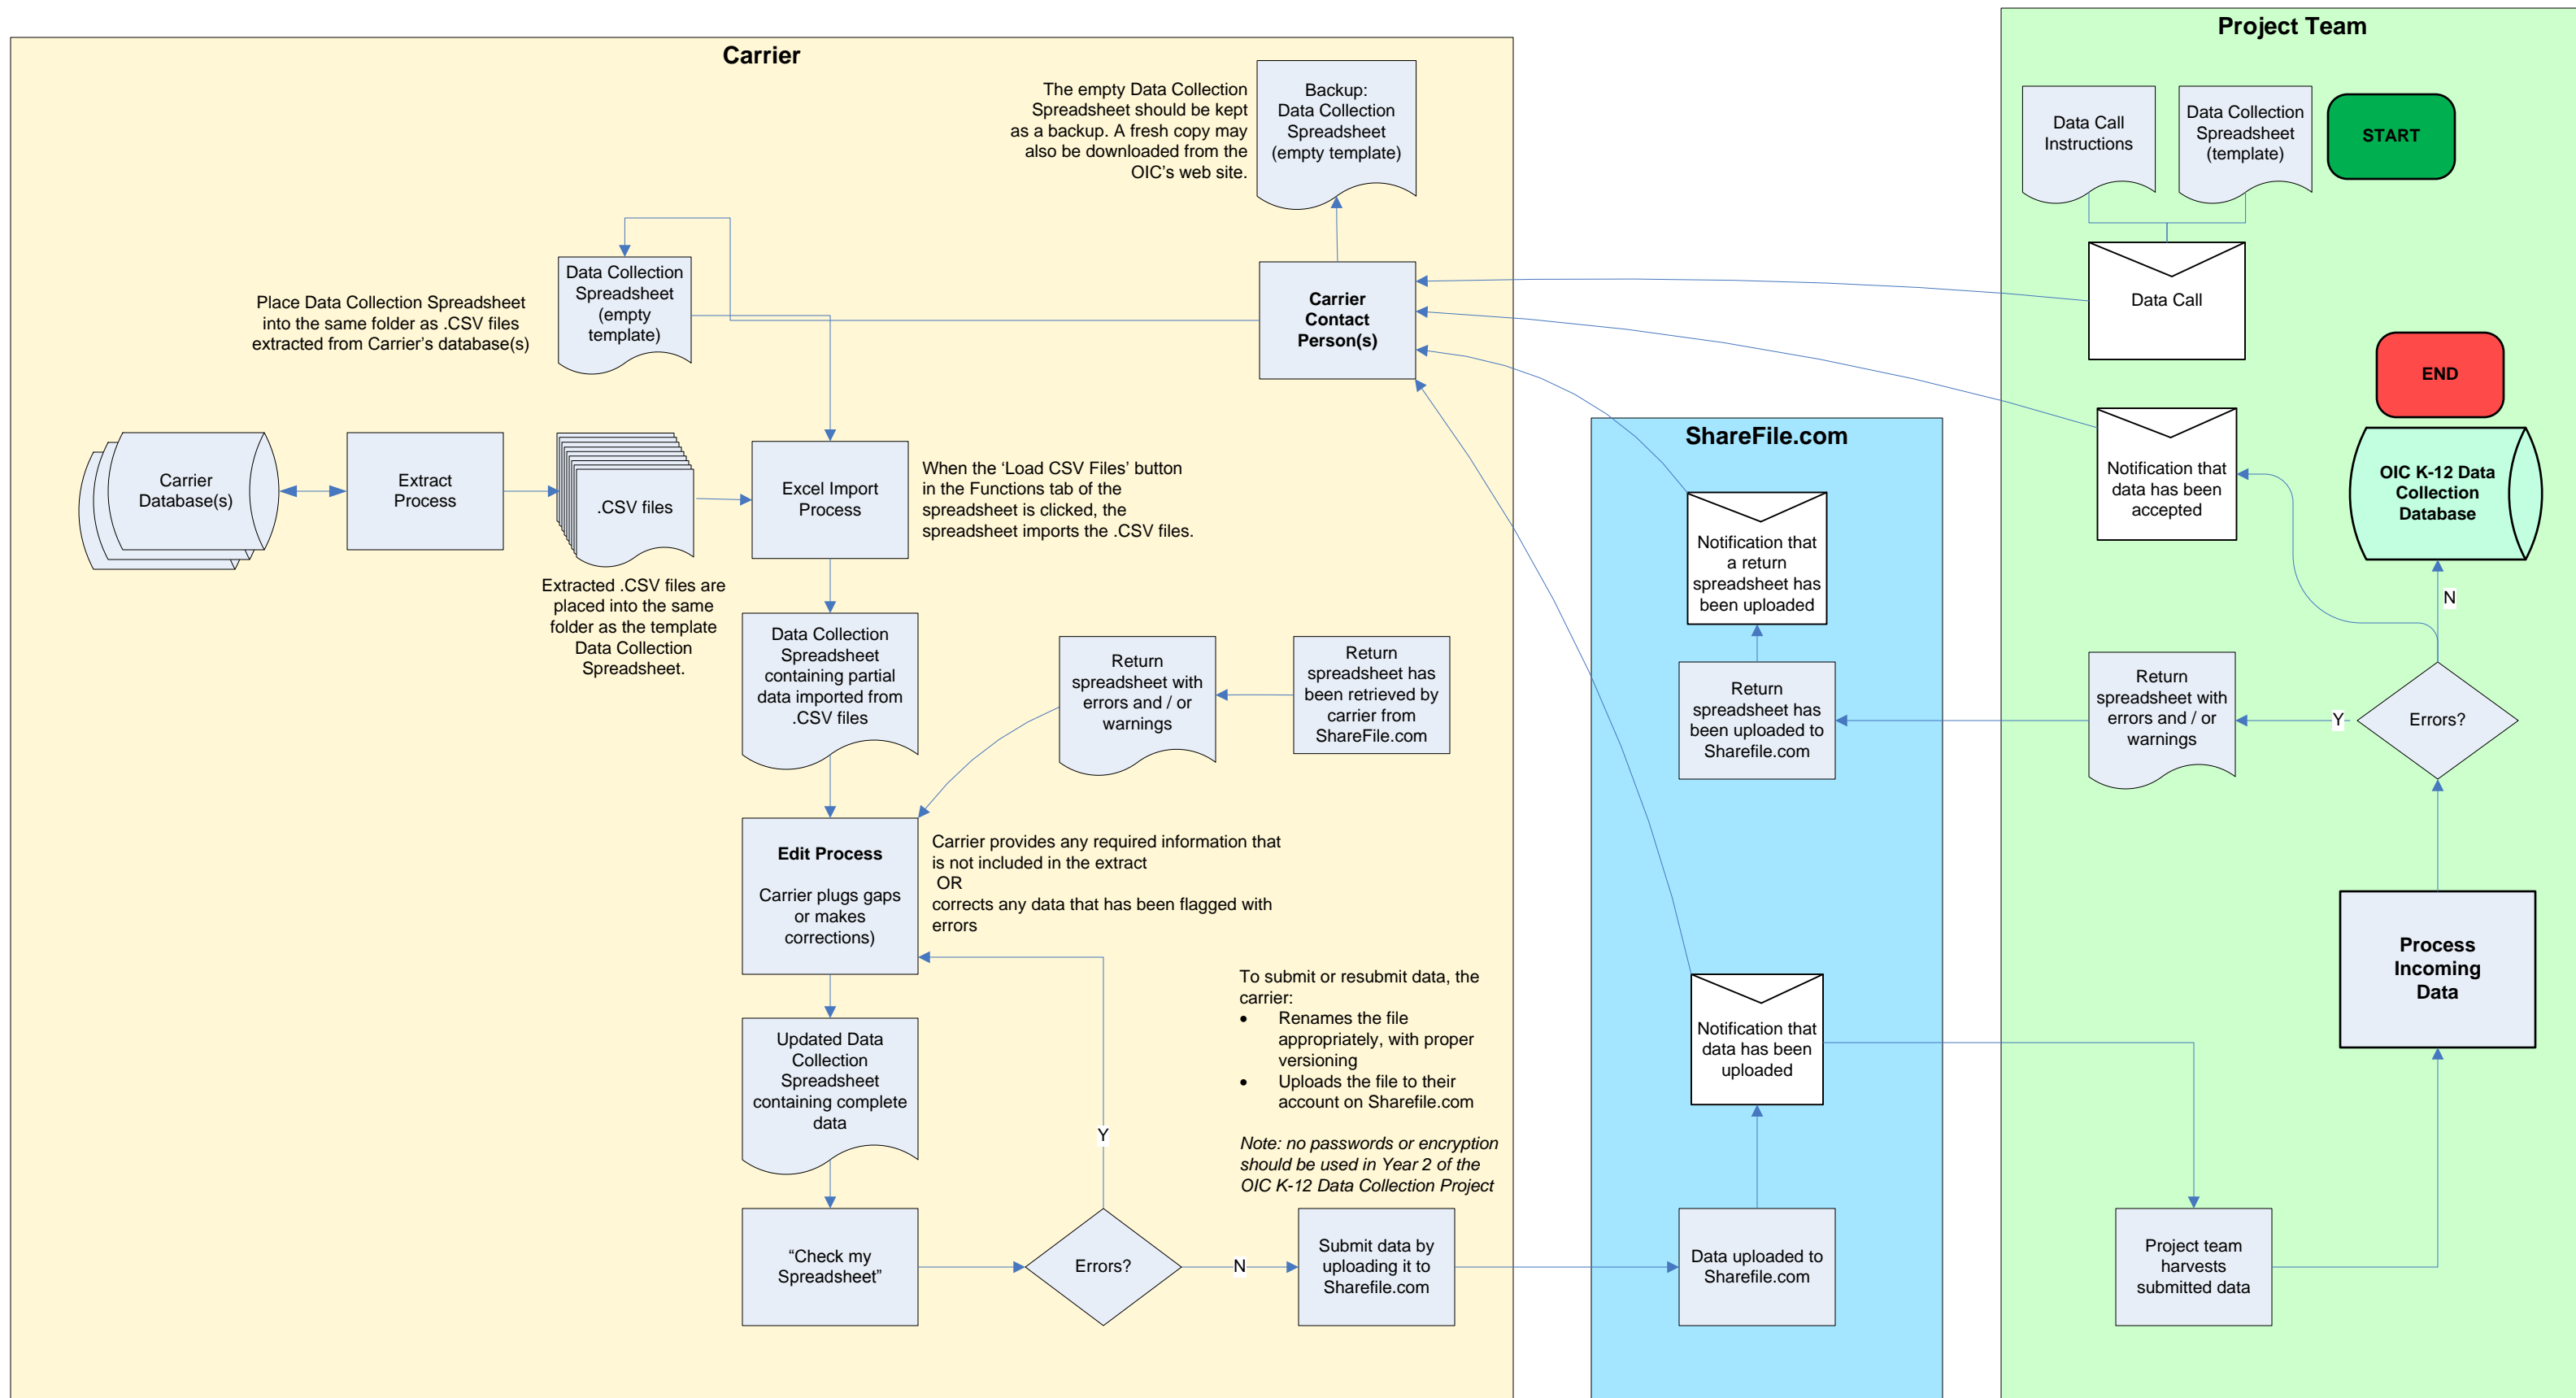 Carrier
The empty Data Collection
Spreadsheet should be kept
as a backup. A fresh copy may
also be downloaded from the
OIC's web site.
Backup:
Data Collection
Spreadsheet
(empty template)
Data Collection
Spreadsheet
(empty
template)
Place Data Collection Spreadsheet
into the same folder as .CSV files
extracted from Carrier's database(s)
Carrier
Contact
Person(s)
Carrier
Database(s)
Extract
Process
.CSV files
Excel Import
Process
When the ‘Load CSV Files’ button
in the Functions tab of the
spreadsheet is clicked, the
spreadsheet imports the .CSV files.
Extracted .CSV files are
placed into the same
folder as the template
Data Collection
Spreadsheet.
Data Collection
Spreadsheet
containing partial
data imported from
.CSV files
Return
spreadsheet with
errors and / or
warnings
Return
spreadsheet has
been retrieved by
carrier from
ShareFile.com
Edit Process
Carrier plugs gaps
or makes
corrections)
Carrier provides any required information that
is not included in the extract
OR
corrects any data that has been flagged with
errors
Updated Data
Collection
Spreadsheet
containing complete
data
To submit or resubmit data, the
carrier:
• Renames the file
appropriately, with proper
versioning
• Uploads the file to their
account on Sharefile.com
Note: no passwords or encryption
should be used in Year 2 of the
OIC K-12 Data Collection Project
Y
“Check my
Spreadsheet”
Errors?
N
Submit data by
uploading it to
Sharefile.com
ShareFile.com
Notification that
a return
spreadsheet has
been uploaded
Return
spreadsheet has
been uploaded to
Sharefile.com
Notification that
data has been
uploaded
Data uploaded to
Sharefile.com
Project Team
Data Call
Instructions
Data Collection
Spreadsheet
(template)
START
Data Call
END
Notification that
data has been
accepted
OIC K-12 Data
Collection
Database
N
Return
spreadsheet with
errors and / or
warnings
Y
Errors?
Process
Incoming
Data
Project team
harvests
submitted data